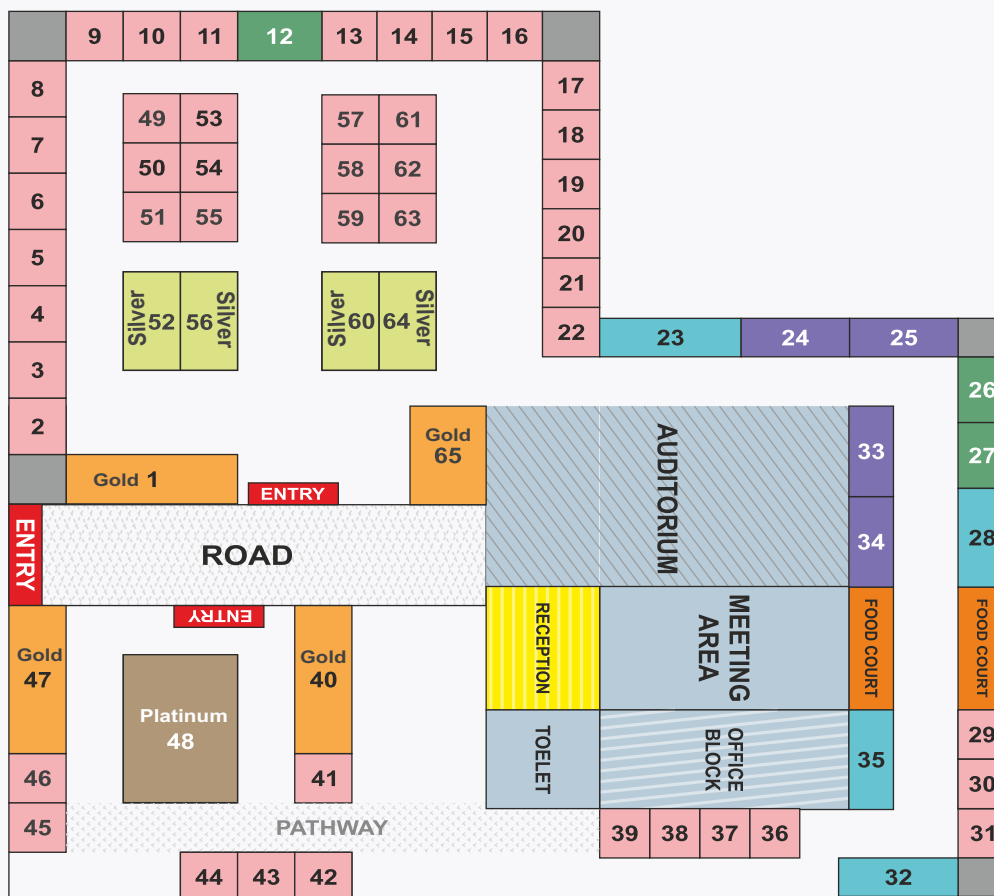 9 10 11 12 13 14 15 16
8
17
7
18
6
19
5
20
4
21
3
22
2
49 53
50 54
51 55
57 61
58 62
59 63
Silver 52 56 Silver
Silver 60 64 Silver
23 24 25
26
27
28
Gold 1
Gold
65
ENTRY
ENTRY
ROAD
AUDITORIUM
33
34
ENTRY
RECEPTION
MEETING
AREA
FOOD COURT
FOOD COURT
Gold
47
Platinum
48
Gold
40
TOELET
OFFICE
BLOCK
35
29
30
31
46
41
45
PATHWAY
39 38 37 36
44 43 42
32